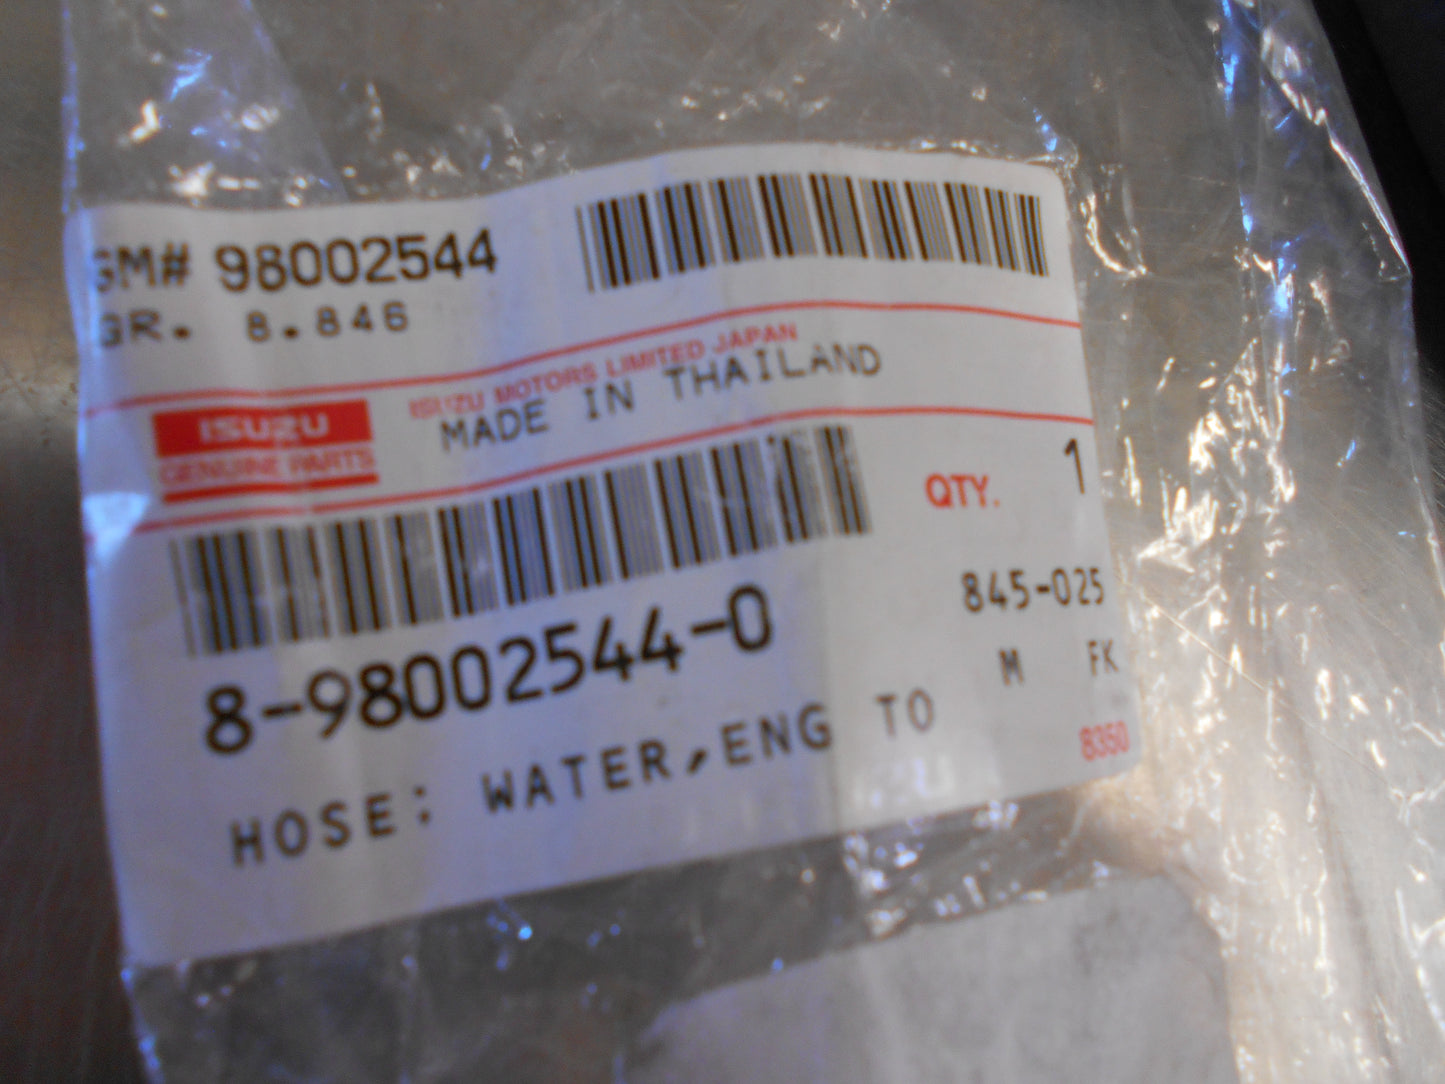 GM# 98002544
GR. 8.846
ISUZU
GENUINE PARTS
ISUZU MOTORS LIMITED JAPAN
MADE IN THAILAND
QTY. 1
8-98002544-0
845-025
M FK
HOSE; WATER,ENG TO
8350